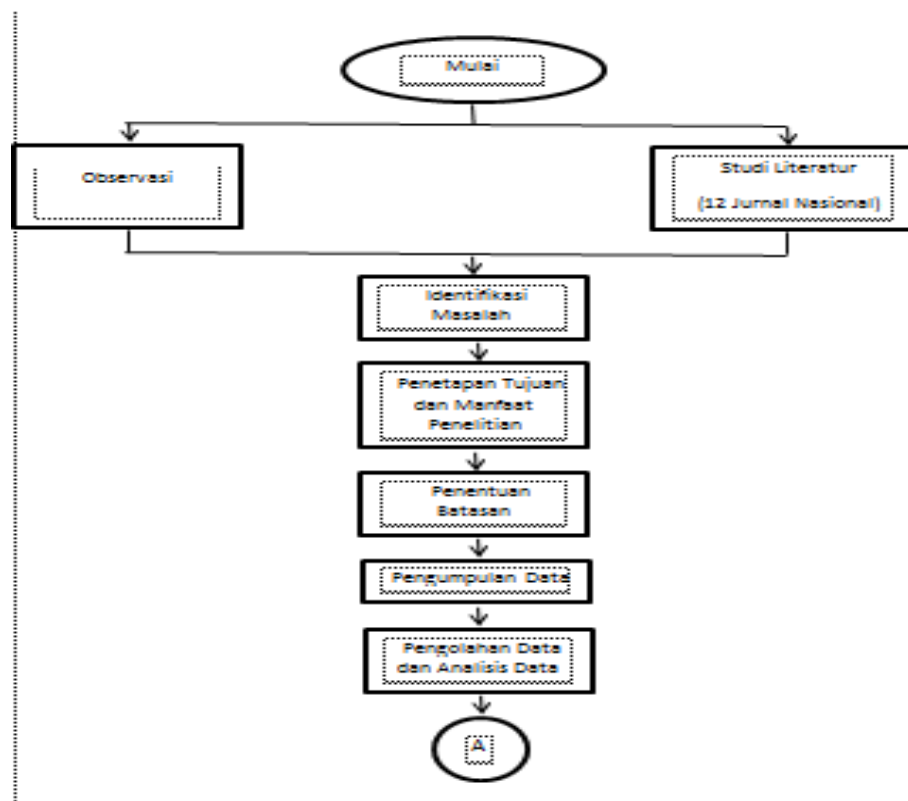 Mulai
Observasi
Studi Literatur
(12 Jurnal Nasional)
Identifikasi
Masalah
Penetapan Tujuan
dan Manfaat
Penelitian
Penentuan
Batasan
Pengumpulan Data
Pengolahan Data
dan Analisis Data
A